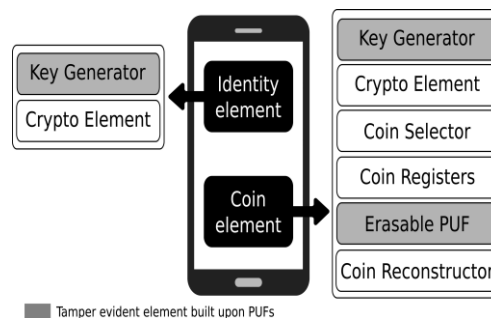 Key Generator
Crypto Element
Identity
element
Coin
element
Key Generator
Crypto Element
Coin Selector
Coin Registers
Erasable PUF
Coin Reconstructor
Tamper evident element built upon PUFs